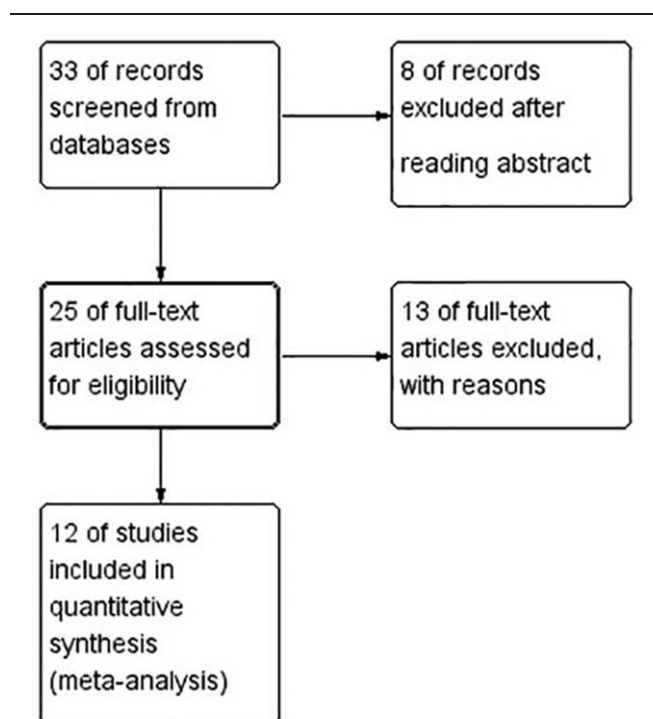 33 of records
screened from
databases
8 of records
excluded after
reading abstract
25 of full-text
articles assessed
for eligibility
13 of full-text
articles excluded,
with reasons
12 of studies
included in
quantitative
synthesis
(meta-analysis)